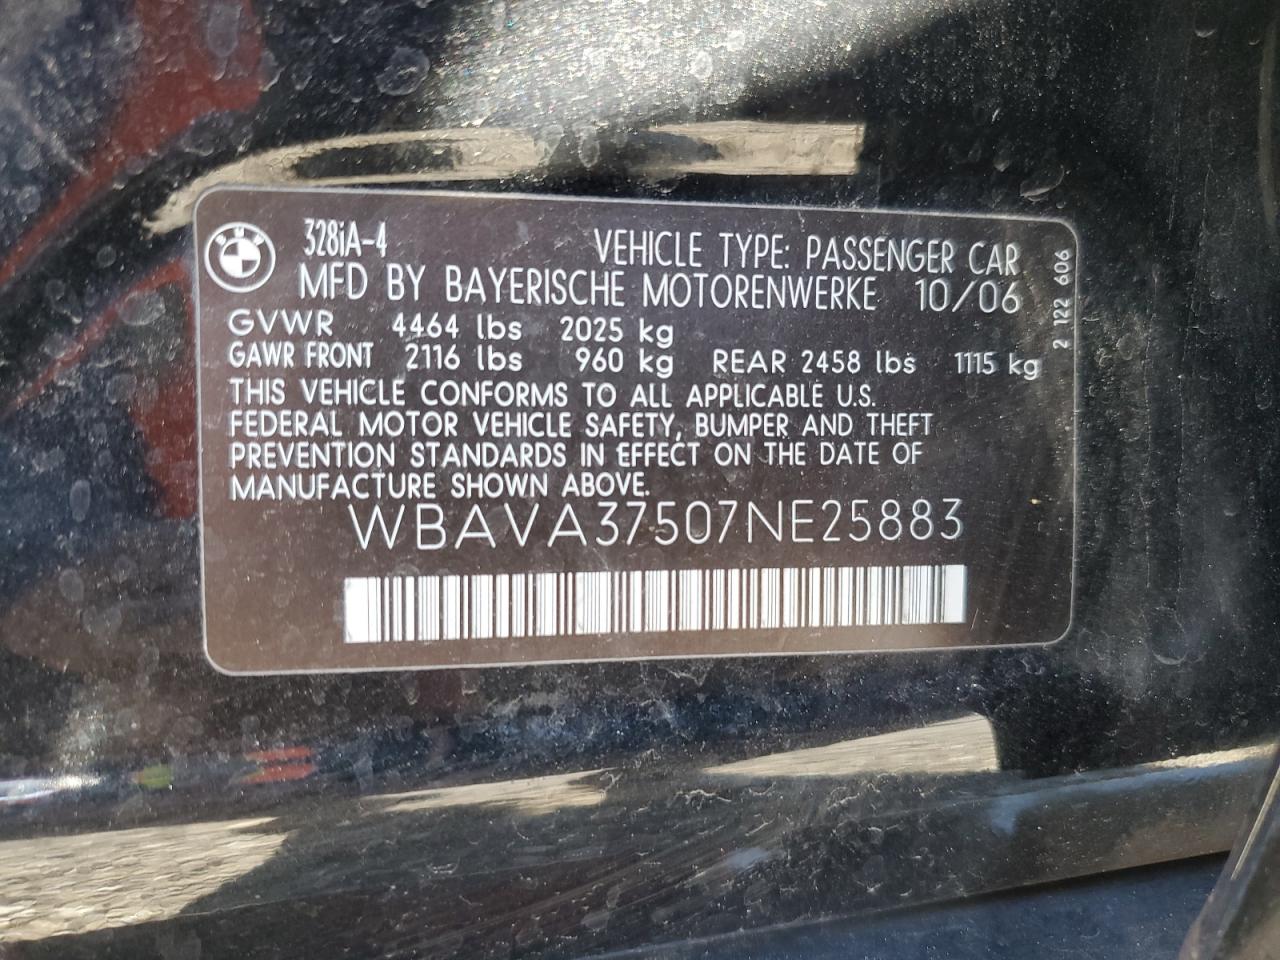 328iA-4 VEHICLE TYPE: PASSENGER CAR
MFD BY BAYERISCHE MOTORENWERKE 10/06
GVWR 4464 lbs 2025 kg
GAWR FRONT 2116 lbs 960 kg REAR 2458 lbs 1115 kg
THIS VEHICLE CONFORMS TO ALL APPLICABLE U.S.
FEDERAL MOTOR VEHICLE SAFETY, BUMPER AND THEFT
PREVENTION STANDARDS IN EFFECT ON THE DATE OF
MANUFACTURE SHOWN ABOVE.
WBAVA37507NE25883
2 122 606
BMW